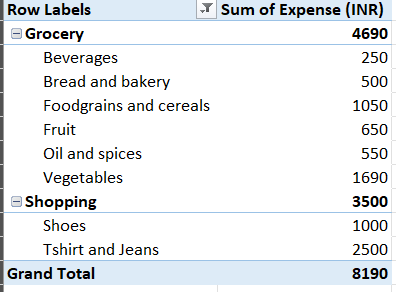 Row Labels Sum of Expense (INR)
Grocery 4690
Beverages 250
Bread and bakery 500
Foodgrains and cereals 1050
Fruit 650
Oil and spices 550
Vegetables 1690
Shopping 3500
Shoes 1000
Tshirt and Jeans 2500
Grand Total 8190